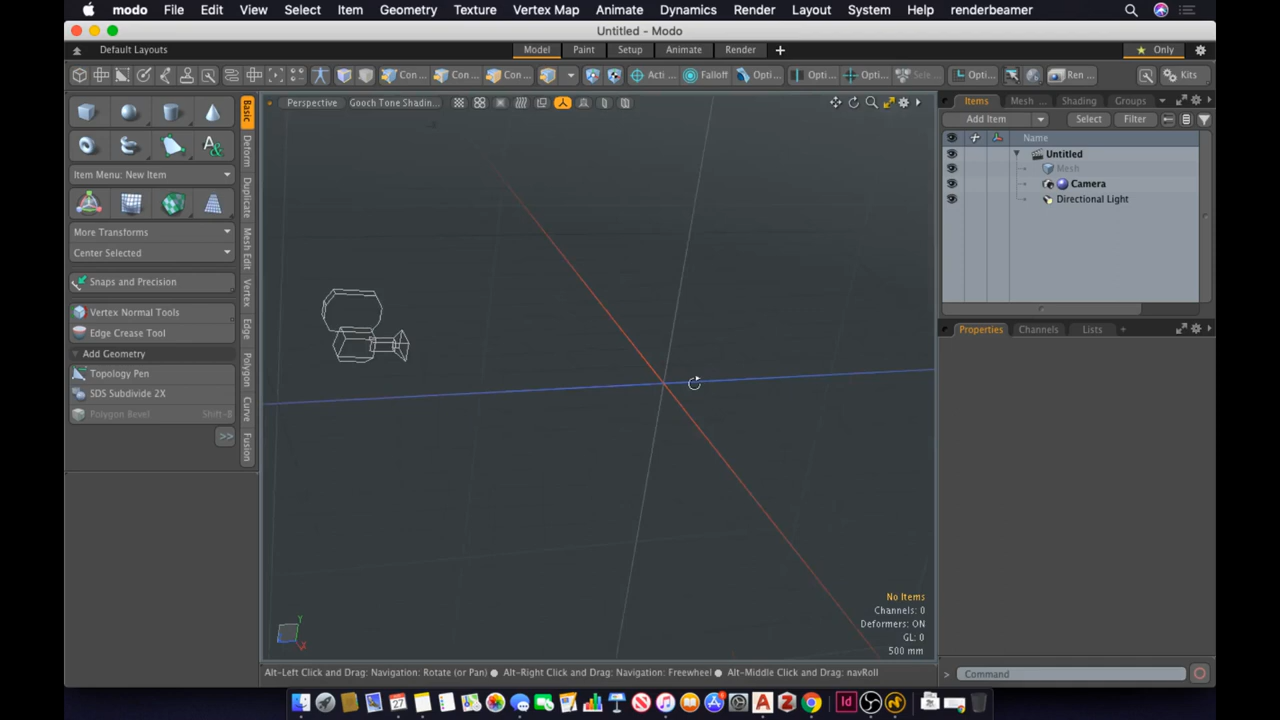 modo File Edit View Select Item Geometry Texture Vertex Map Animate Dynamics Render Layout System Help renderbeamer
Untitled - Modo
Default Layouts Model Paint Setup Animate Render + Only
Con ... Con ... Con ... Acti ... Falloff Opti... Opti... Opti... Sele... Opti... Ren ... Kits
Perspective Gooch Tone Shadin...
Items Mesh ... Shading Groups
Add Item Select Filter
Name
Untitled
Mesh
Camera
Directional Light
Basic
Deform
Duplicate
Mesh Edit
Vertex
Edge
Polygon
Curve
Fusion
Item Menu: New Item
More Transforms
Center Selected
Snaps and Precision
Vertex Normal Tools
Edge Crease Tool
Add Geometry
Topology Pen
SDS Subdivide 2X
Polygon Bevel Shift-B
>>
Properties Channels Lists +
Y
X
No Items
Channels: 0
Deformers: ON
GL: 0
500 mm
Alt-Left Click and Drag: Navigation: Rotate (or Pan) ● Alt-Right Click and Drag: Navigation: Freewheel ● Alt-Middle Click and Drag: navRoll
> Command
27
Id